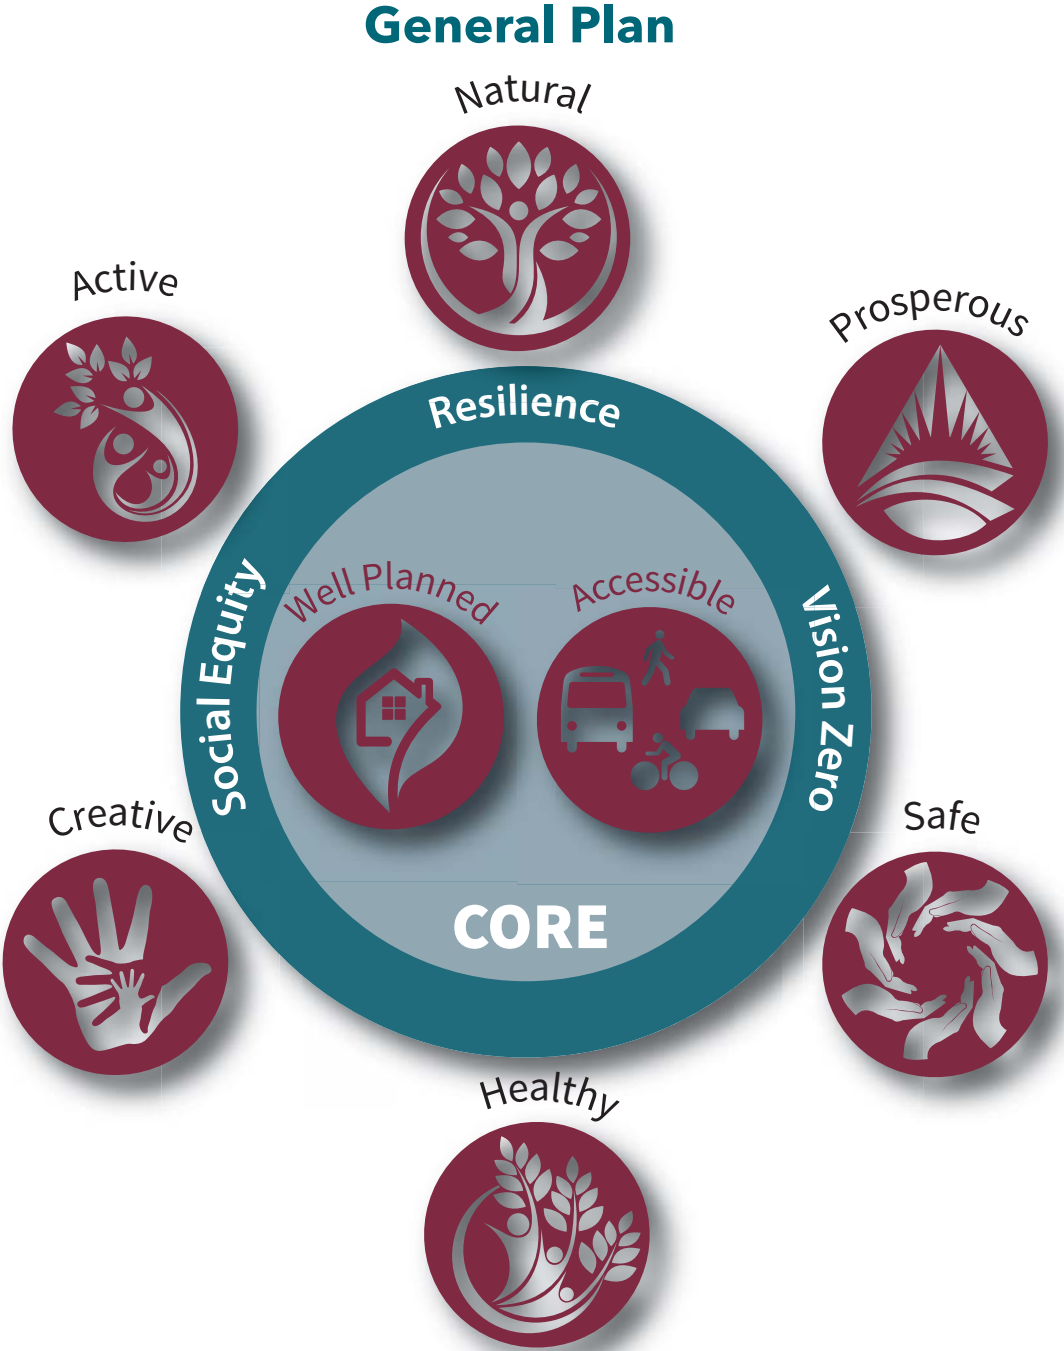 General Plan
Natural
Active
Prosperous
Resilience
Social Equity
Well Planned
Accessible
Vision Zero
Creative
Safe
CORE
Healthy